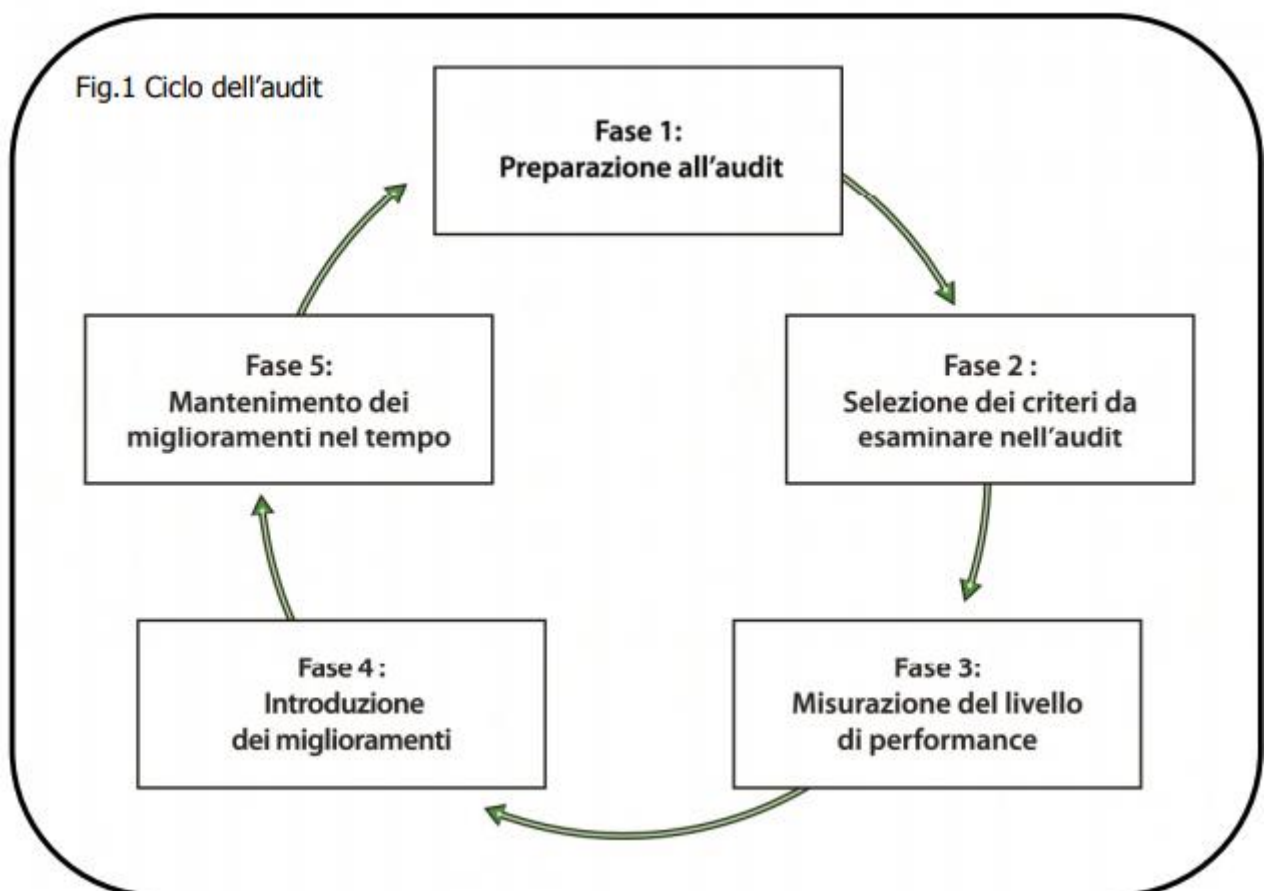 Fig.1 Ciclo dell'audit
Fase 1:
Preparazione all'audit
Fase 2 :
Selezione dei criteri da
esaminare nell'audit
Fase 3:
Misurazione del livello
di performance
Fase 4 :
Introduzione
dei miglioramenti
Fase 5:
Mantenimento dei
miglioramenti nel tempo